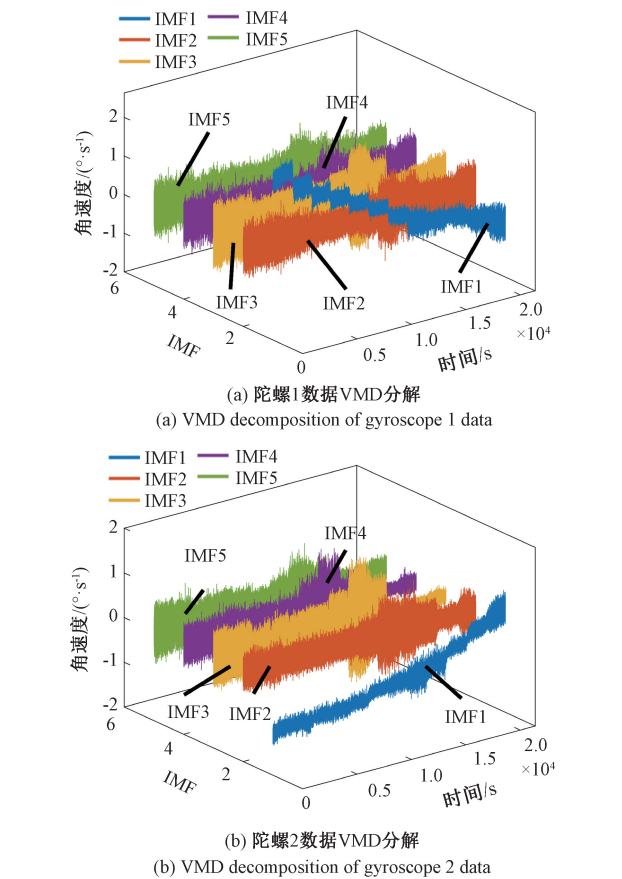 IMF1 IMF4
IMF2 IMF5
IMF3
角速度/(°·s-1)
2
1
0
-1
-2
IMF5
IMF4
IMF3
IMF2
IMF1
6
4
2
0
IMF
0.5
1.0
1.5
2.0
×10⁴
时间/s
(a) 陀螺1数据VMD分解
(a) VMD decomposition of gyroscope 1 data
IMF1 IMF4
IMF2 IMF5
IMF3
角速度/(°·s-1)
2
1
0
-1
-2
IMF5
IMF4
IMF3
IMF2
IMF1
6
4
2
0
IMF
0.5
1.0
1.5
2.0
×10⁴
时间/s
(b) 陀螺2数据VMD分解
(b) VMD decomposition of gyroscope 2 data